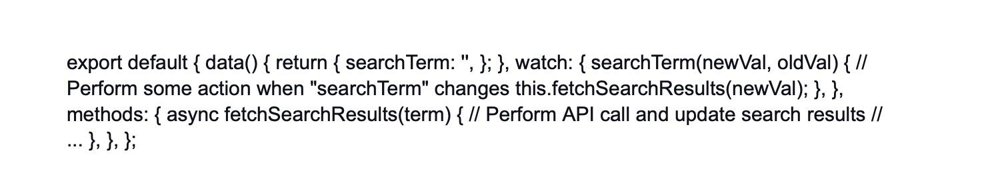 export default { data() { return { searchTerm: '', }; }, watch: { searchTerm(newVal, oldVal) { //
Perform some action when "searchTerm" changes this.fetchSearchResults(newVal); }, },
methods: { async fetchSearchResults(term) { // Perform API call and update search results //
... }, }, };